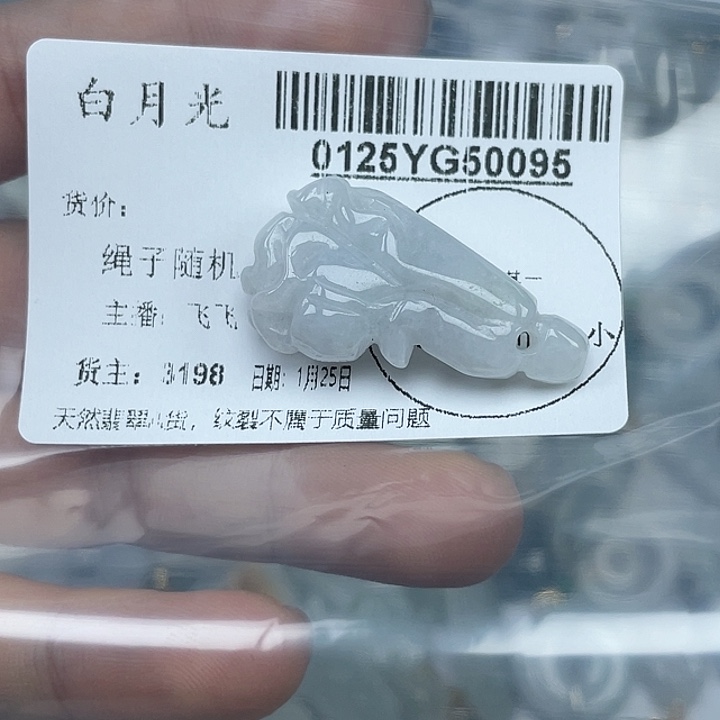 白月光
0125YG50095
货价:
绳子随机
主播: 飞飞
小
货主: 3198 日期: 1月25日
天然翡翠小货, 纹裂不属于质量问题